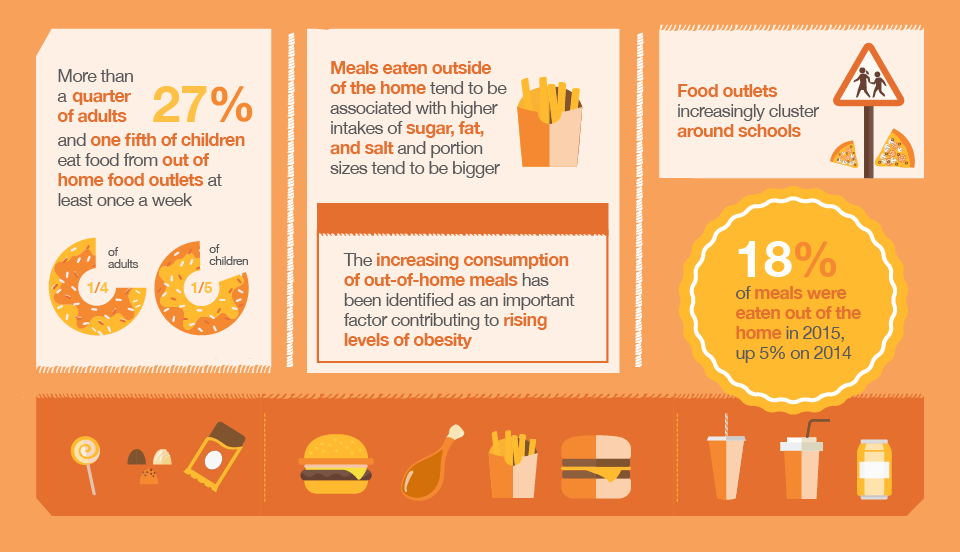 More than
a quarter
of adults
27%
and one fifth of children
eat food from out of
home food outlets at
least once a week
of
adults
1/4
of
children
1/5
Meals eaten outside
of the home tend to be
associated with higher
intakes of sugar, fat,
and salt and portion
sizes tend to be bigger
The increasing consumption
of out-of-home meals has
been identified as an important
factor contributing to rising
levels of obesity
Food outlets
increasingly cluster
around schools
18%
of meals were
eaten out of the
home in 2015,
up 5% on 2014